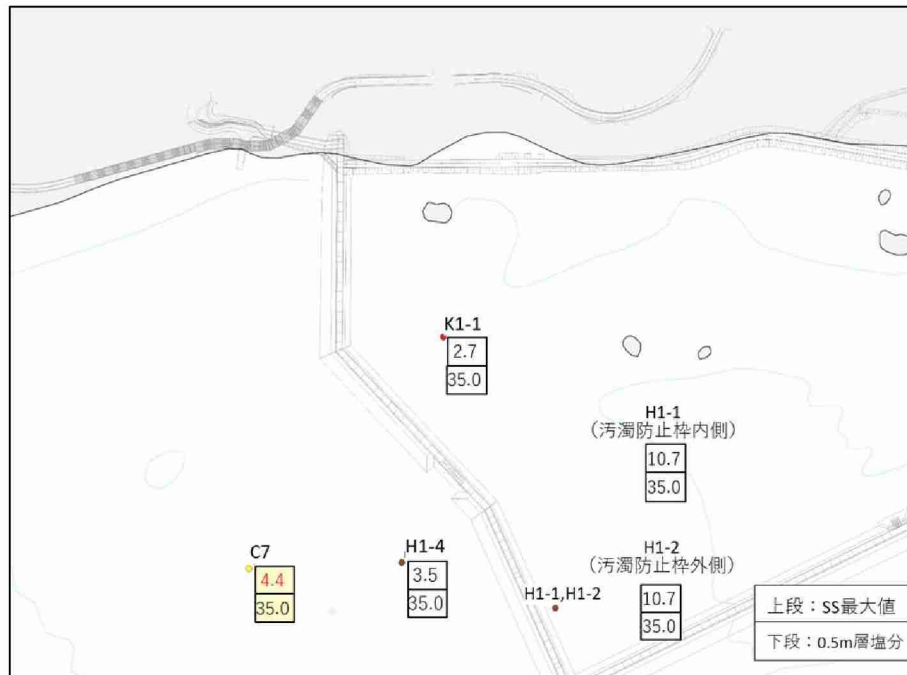 K1-1
2.7
35.0
H1-1
（汚濁防止枠内側）
10.7
35.0
C7
4.4
35.0
H1-4
3.5
35.0
H1-1,H1-2
H1-2
（汚濁防止枠外側）
10.7
35.0
上段：SS最大値
下段：0.5m層塩分